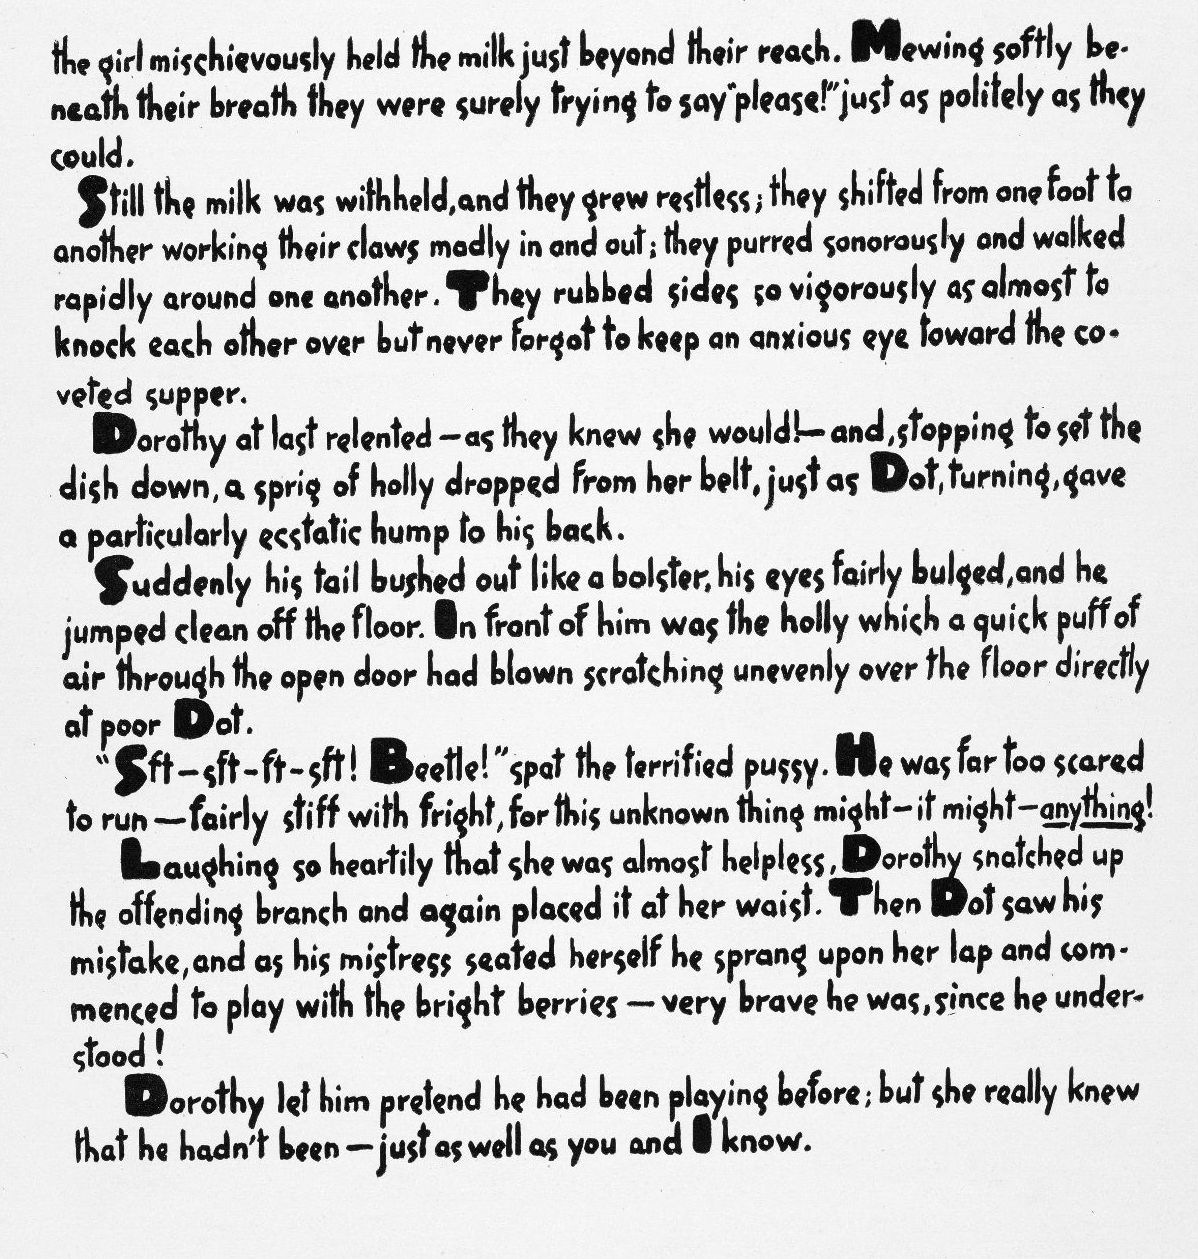 the girl mischievously held the milk just beyond their reach. Mewing softly be-
neath their breath they were surely trying to say "please!" just as politely as they
could.
Still the milk was withheld, and they grew restless; they shifted from one foot to
another working their claws madly in and out; they purred sonorously and walked
rapidly around one another. They rubbed sides so vigorously as almost to
knock each other over but never forgot to keep an anxious eye toward the co-
veted supper.
Dorothy at last relented—as they knew she would!—and, stopping to set the
dish down, a sprig of holly dropped from her belt, just as Dot, turning, gave
a particularly ecstatic hump to his back.
Suddenly his tail bushed out like a bolster, his eyes fairly bulged, and he
jumped clean off the floor. In front of him was the holly which a quick puff of
air through the open door had blown scratching unevenly over the floor directly
at poor Dot.
"Sft-sft-ft-sft! Beetle!" spat the terrified pussy. He was far too scared
to run—fairly stiff with fright, for this unknown thing might—it might—anything!
Laughing so heartily that she was almost helpless, Dorothy snatched up
the offending branch and again placed it at her waist. Then Dot saw his
mistake, and as his mistress seated herself he sprang upon her lap and com-
menced to play with the bright berries—very brave he was, since he under-
stood!
Dorothy let him pretend he had been playing before; but she really knew
that he hadn't been—just as well as you and I know.